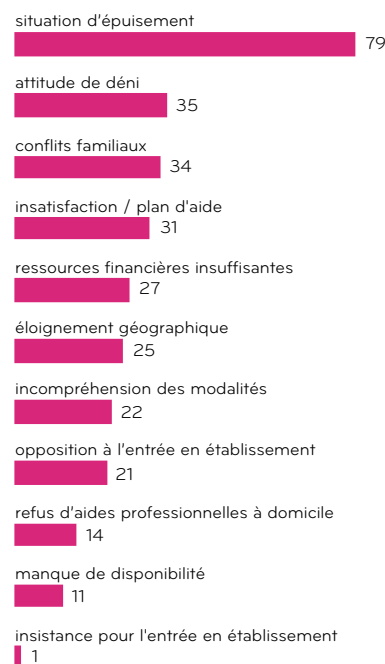 situation d'épuisement
79
attitude de déni
35
conflits familiaux
34
insatisfaction / plan d'aide
31
ressources financières insuffisantes
27
éloignement géographique
25
incompréhension des modalités
22
opposition à l'entrée en établissement
21
refus d'aides professionnelles à domicile
14
manque de disponibilité
11
insistance pour l'entrée en établissement
1